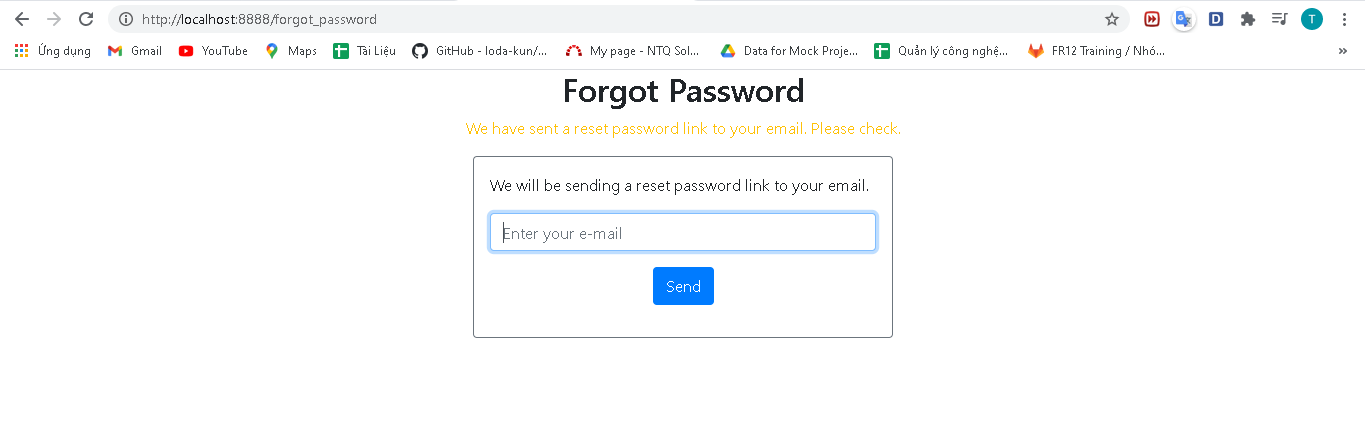 http://localhost:8888/forgot_password
T
Ứng dụng Gmail YouTube Maps Tài Liệu GitHub - loda-kun/... My page - NTQ Sol... Data for Mock Proje... Quản lý công nghệ... FR12 Training / Nhó... »
Forgot Password
We have sent a reset password link to your email. Please check.
We will be sending a reset password link to your email.
Enter your e-mail
Send